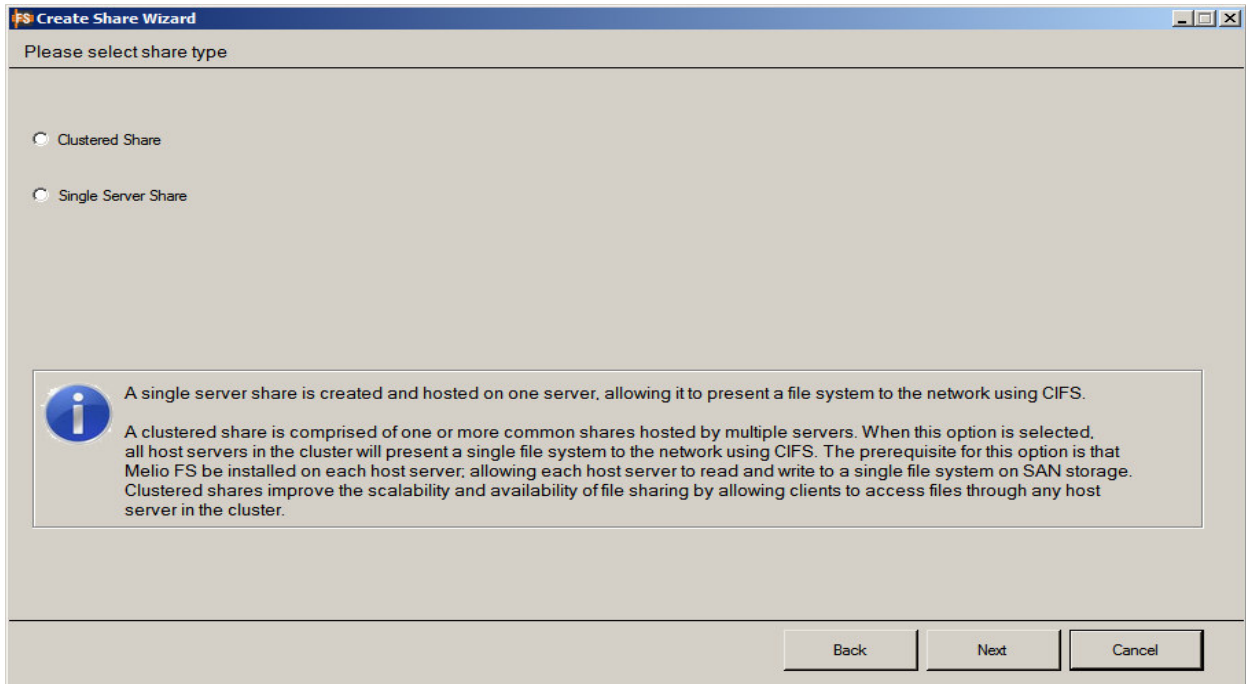 FS Create Share Wizard
Please select share type
Clustered Share
Single Server Share
A single server share is created and hosted on one server, allowing it to present a file system to the network using CIFS.
A clustered share is comprised of one or more common shares hosted by multiple servers. When this option is selected,
all host servers in the cluster will present a single file system to the network using CIFS. The prerequisite for this option is that
Melio FS be installed on each host server; allowing each host server to read and write to a single file system on SAN storage.
Clustered shares improve the scalability and availability of file sharing by allowing clients to access files through any host
server in the cluster.
Back Next Cancel